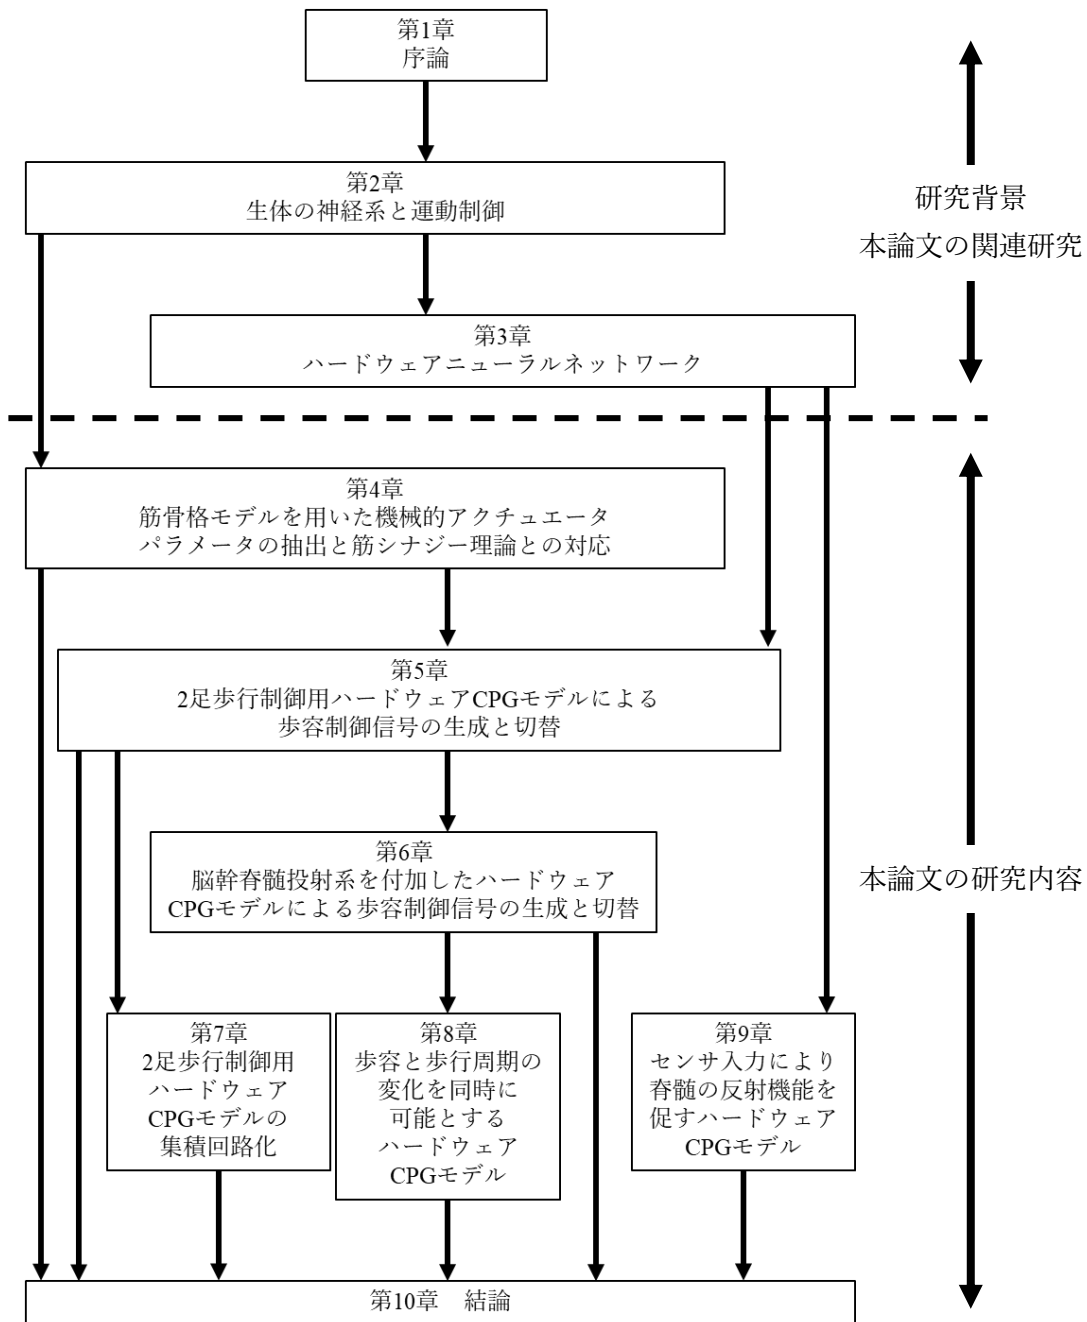 第1章
序論
第2章
生体の神経系と運動制御
研究背景
本論文の関連研究
第3章
ハードウェアニューラルネットワーク
第4章
筋骨格モデルを用いた機械的アクチュエータ
パラメータの抽出と筋シナジー理論との対応
第5章
2足歩行制御用ハードウェアCPGモデルによる
歩容制御信号の生成と切替
第6章
脳幹脊髄投射系を付加したハードウェア
CPGモデルによる歩容制御信号の生成と切替
本論文の研究内容
第7章
2足歩行制御用
ハードウェア
CPGモデルの
集積回路化
第8章
歩容と歩行周期の
変化を同時に
可能とする
ハードウェア
CPGモデル
第9章
センサ入力により
脊髄の反射機能を
促すハードウェア
CPGモデル
第10章　結論